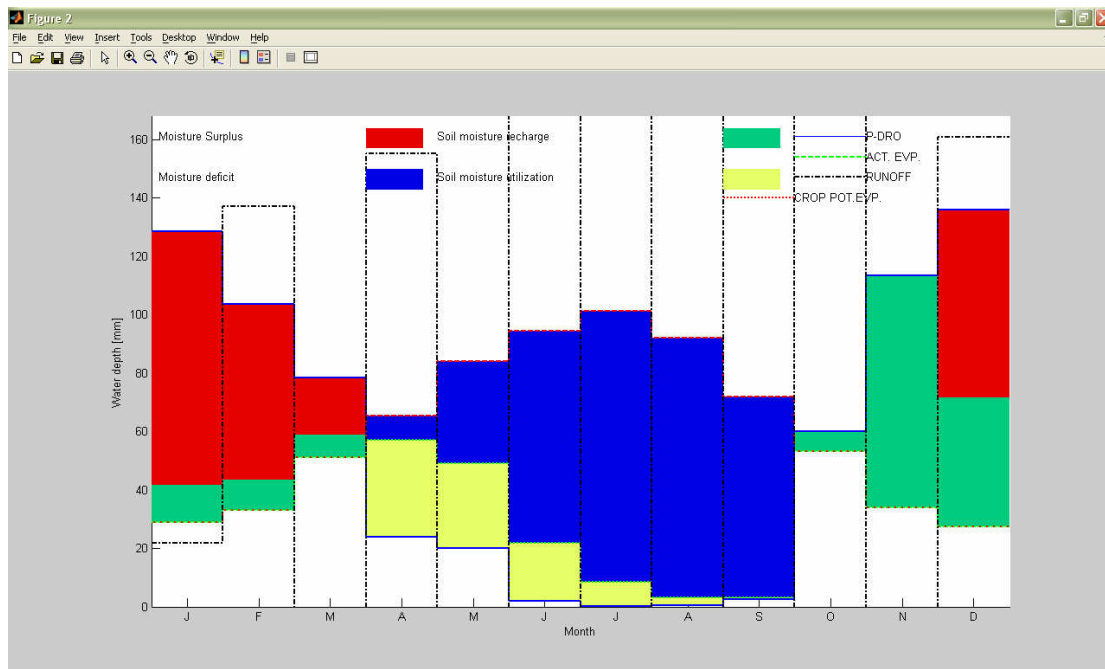 Figure 2
File Edit View Insert Tools Desktop Window Help
Moisture Surplus
Soil moisture recharge
P-DRO
ACT. EVP.
Moisture deficit
Soil moisture utilization
RUNOFF
CROP POT.EVP.
Water depth [mm]
160
140
120
100
80
60
40
20
0
J F M A M J J A S O N D
Month